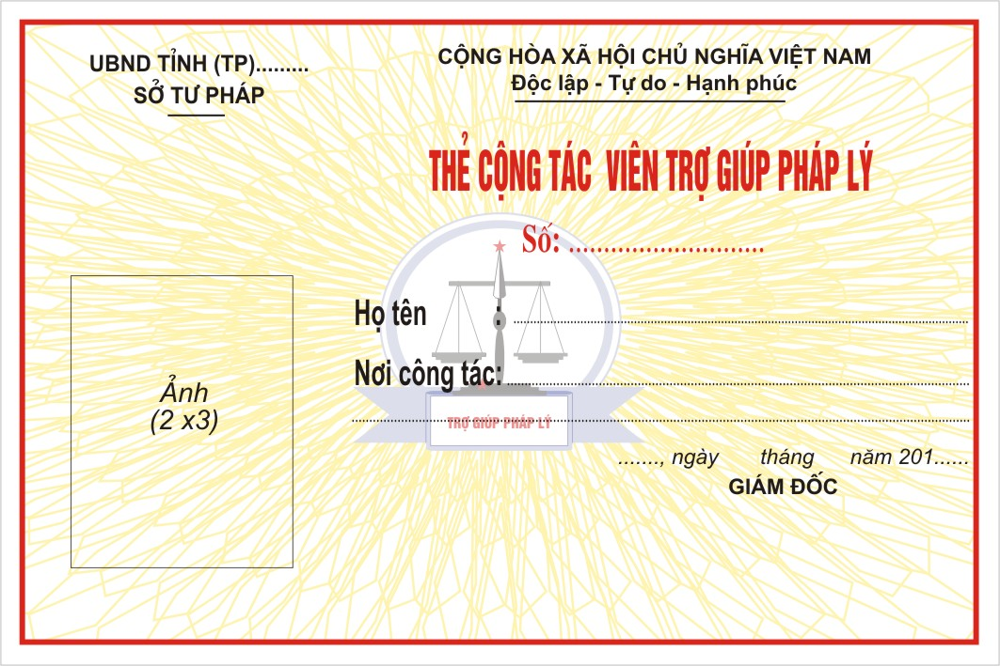 UBND TỈNH (TP).........
SỞ TƯ PHÁP
CỘNG HÒA XÃ HỘI CHỦ NGHĨA VIỆT NAM
Độc lập - Tự do - Hạnh phúc
THẺ CỘNG TÁC VIÊN TRỢ GIÚP PHÁP LÝ
Số: ............................
Họ tên :
Nơi công tác:
Ảnh
(2 x3)
TRỢ GIÚP PHÁP LÝ
......., ngày tháng năm 201......
GIÁM ĐỐC